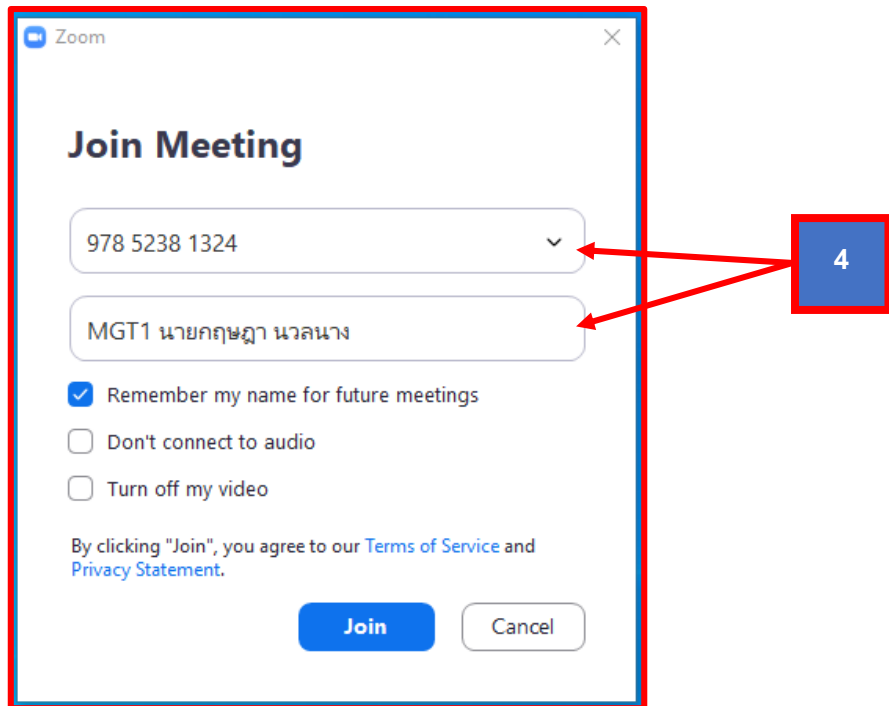 Zoom
Join Meeting
978 5238 1324
4
MGT1 นายกฤษฎา นวลนาง
Remember my name for future meetings
Don't connect to audio
Turn off my video
By clicking "Join", you agree to our Terms of Service and
Privacy Statement.
Join
Cancel